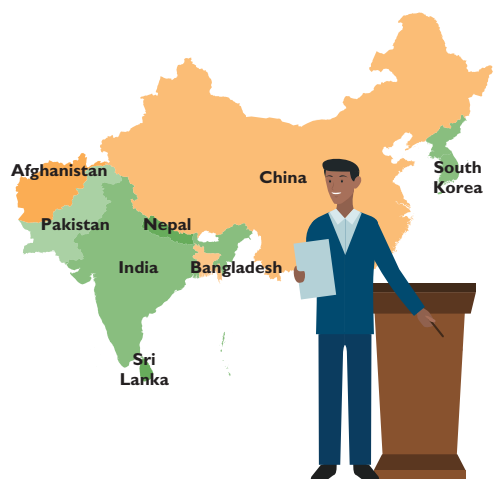 Afghanistan
China
South
Korea
Pakistan
Nepal
India
Bangladesh
Sri
Lanka